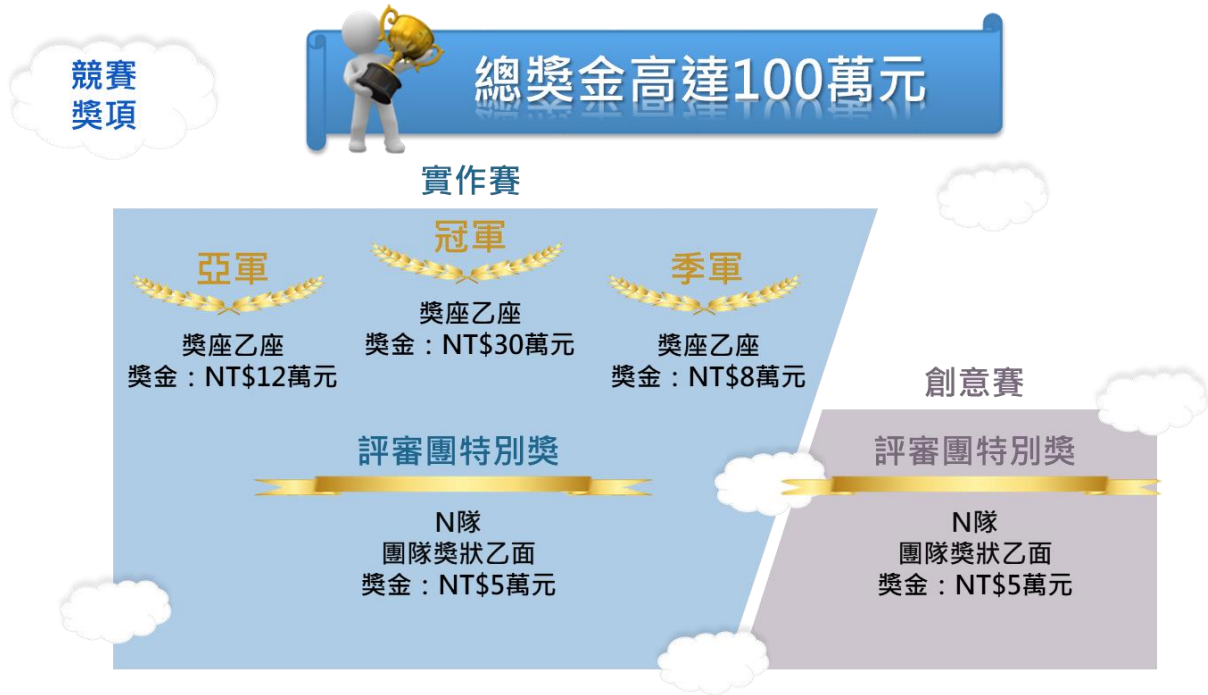 競賽
獎項
總獎金高達100萬元
實作賽
亞軍
獎座乙座
獎金：NT$12萬元
冠軍
獎座乙座
獎金：NT$30萬元
季軍
獎座乙座
獎金：NT$8萬元
評審團特別獎
N隊
團隊獎狀乙面
獎金：NT$5萬元
創意賽
評審團特別獎
N隊
團隊獎狀乙面
獎金：NT$5萬元